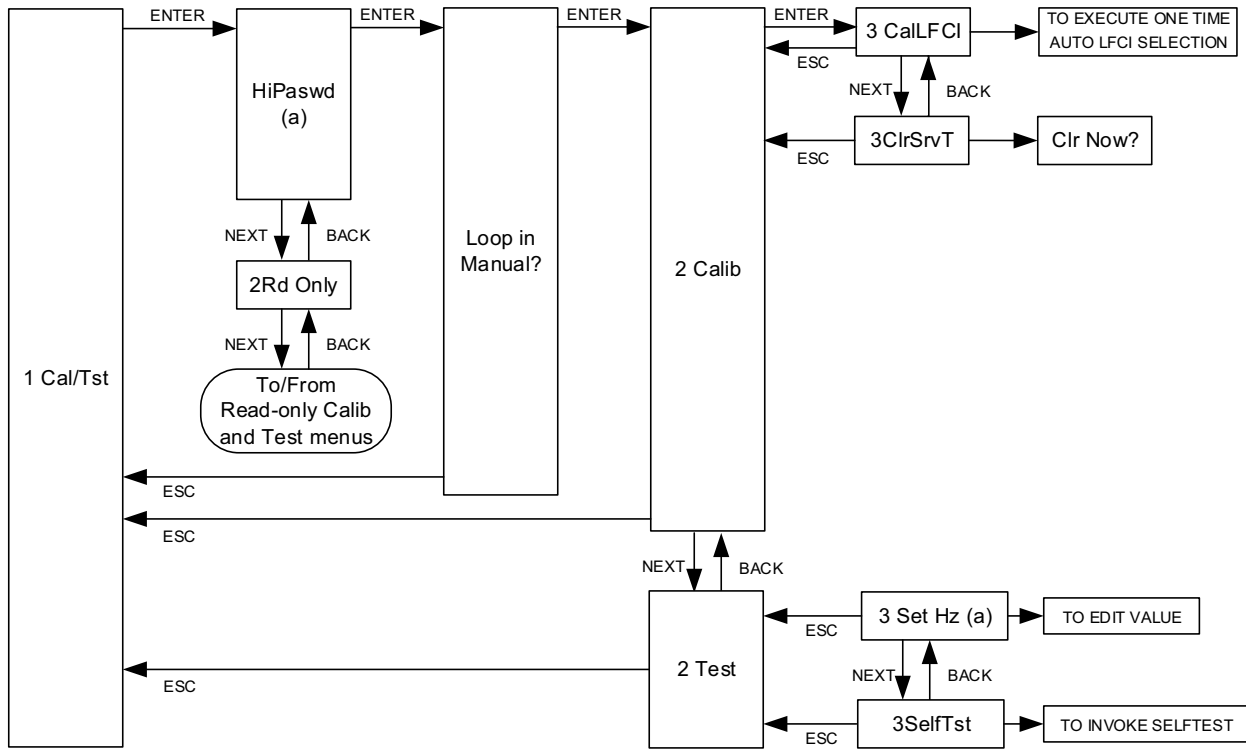 ENTER
ENTER
ENTER
ENTER
3 CalLFCI
TO EXECUTE ONE TIME
AUTO LFCI SELECTION
ESC
NEXT
BACK
HiPaswd
(a)
3ClrSrvT
Clr Now?
ESC
NEXT
BACK
Loop in
Manual?
2 Calib
2Rd Only
NEXT
BACK
1 Cal/Tst
To/From
Read-only Calib
and Test menus
ESC
ESC
NEXT
BACK
3 Set Hz (a)
TO EDIT VALUE
ESC
2 Test
NEXT
BACK
ESC
3SelfTst
TO INVOKE SELFTEST
ESC